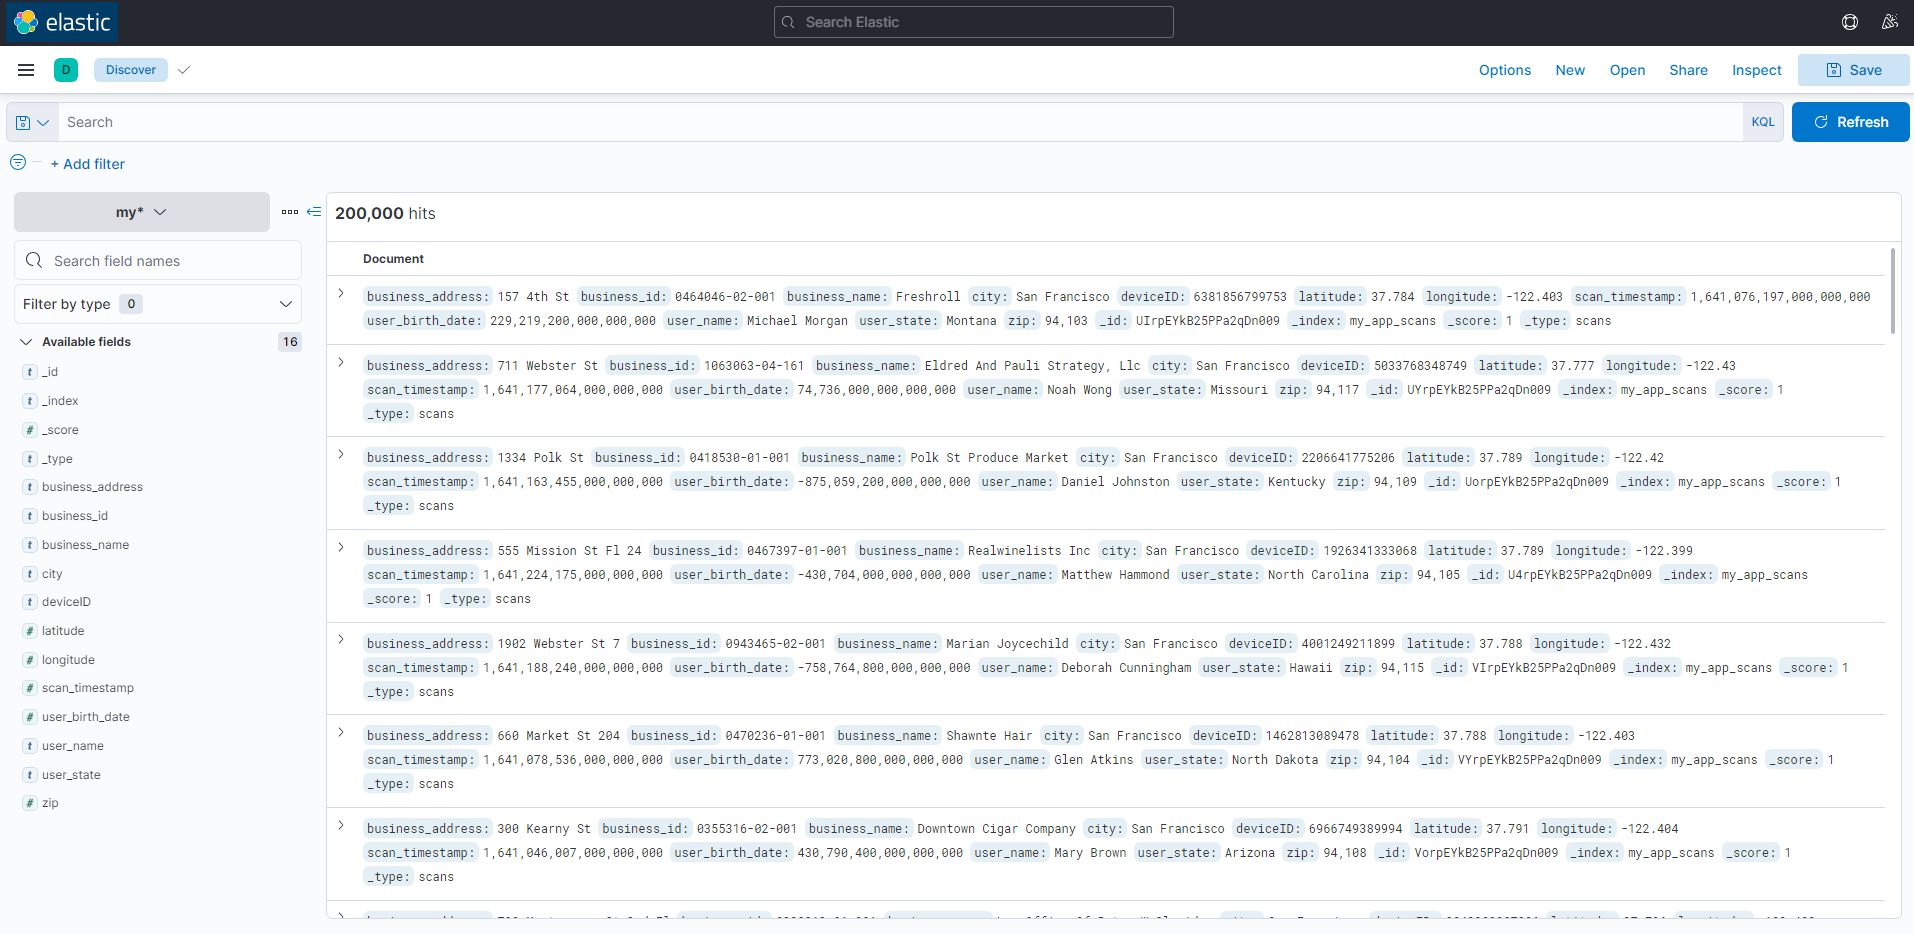 elastic
Search Elastic
D Discover
Options New Open Share Inspect Save
Search KQL Refresh
+ Add filter
my*
Search field names
Filter by type 0
Available fields 16
t _id
t _index
# _score
t _type
t business_address
t business_id
t business_name
t city
t deviceID
# latitude
# longitude
# scan_timestamp
# user_birth_date
t user_name
t user_state
# zip
200,000 hits
Document
business_address: 157 4th St business_id: 0464046-02-001 business_name: Freshroll city: San Francisco deviceID: 6381856799753 latitude: 37.784 longitude: -122.403 scan_timestamp: 1,641,076,197,000,000,000
user_birth_date: 229,219,200,000,000,000 user_name: Michael Morgan user_state: Montana zip: 94,103 _id: UIrpEYkB25PPa2qDn009 _index: my_app_scans _score: 1 _type: scans
business_address: 711 Webster St business_id: 1063063-04-161 business_name: Eldred And Pauli Strategy, Llc city: San Francisco deviceID: 5033768348749 latitude: 37.777 longitude: -122.43
scan_timestamp: 1,641,177,064,000,000,000 user_birth_date: 74,736,000,000,000,000 user_name: Noah Wong user_state: Missouri zip: 94,117 _id: UYrpEYkB25PPa2qDn009 _index: my_app_scans _score: 1
_type: scans
business_address: 1334 Polk St business_id: 0418530-01-001 business_name: Polk St Produce Market city: San Francisco deviceID: 2206641775206 latitude: 37.789 longitude: -122.42
scan_timestamp: 1,641,163,455,000,000,000 user_birth_date: -875,059,200,000,000,000 user_name: Daniel Johnston user_state: Kentucky zip: 94,109 _id: UorpEYkB25PPa2qDn009 _index: my_app_scans _score: 1
_type: scans
business_address: 555 Mission St Fl 24 business_id: 0467397-01-001 business_name: Realwinelists Inc city: San Francisco deviceID: 1926341333068 latitude: 37.789 longitude: -122.399
scan_timestamp: 1,641,224,175,000,000,000 user_birth_date: -430,704,000,000,000,000 user_name: Matthew Hammond user_state: North Carolina zip: 94,105 _id: U4rpEYkB25PPa2qDn009 _index: my_app_scans
_score: 1 _type: scans
business_address: 1902 Webster St 7 business_id: 0943465-02-001 business_name: Marian Joycechild city: San Francisco deviceID: 4001249211899 latitude: 37.788 longitude: -122.432
scan_timestamp: 1,641,188,240,000,000,000 user_birth_date: -758,764,800,000,000,000 user_name: Deborah Cunningham user_state: Hawaii zip: 94,115 _id: VIrpEYkB25PPa2qDn009 _index: my_app_scans _score: 1
_type: scans
business_address: 660 Market St 204 business_id: 0470236-01-001 business_name: Shawnte Hair city: San Francisco deviceID: 1462813089478 latitude: 37.788 longitude: -122.403
scan_timestamp: 1,641,078,536,000,000,000 user_birth_date: 773,020,800,000,000,000 user_name: Glen Atkins user_state: North Dakota zip: 94,104 _id: VYrpEYkB25PPa2qDn009 _index: my_app_scans _score: 1
_type: scans
business_address: 300 Kearny St business_id: 0355316-02-001 business_name: Downtown Cigar Company city: San Francisco deviceID: 6966749389994 latitude: 37.791 longitude: -122.404
scan_timestamp: 1,641,046,007,000,000,000 user_birth_date: 430,790,400,000,000,000 user_name: Mary Brown user_state: Arizona zip: 94,108 _id: VorpEYkB25PPa2qDn009 _index: my_app_scans _score: 1
_type: scans